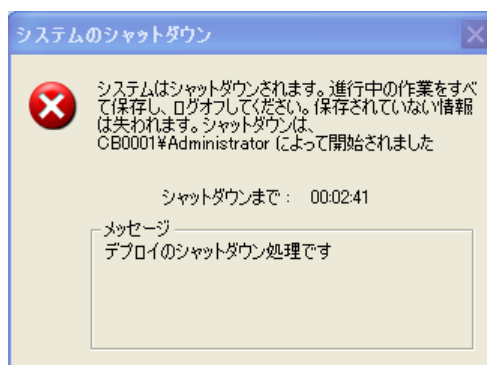 システムのシャットダウン
システムはシャットダウンされます。進行中の作業をすべ
て保存し、ログオフしてください。保存されていない情報
は失われます。シャットダウンは、
CB0001¥Administrator によって開始されました
シャットダウンまで： 00:02:41
メッセージ
デプロイのシャットダウン処理です